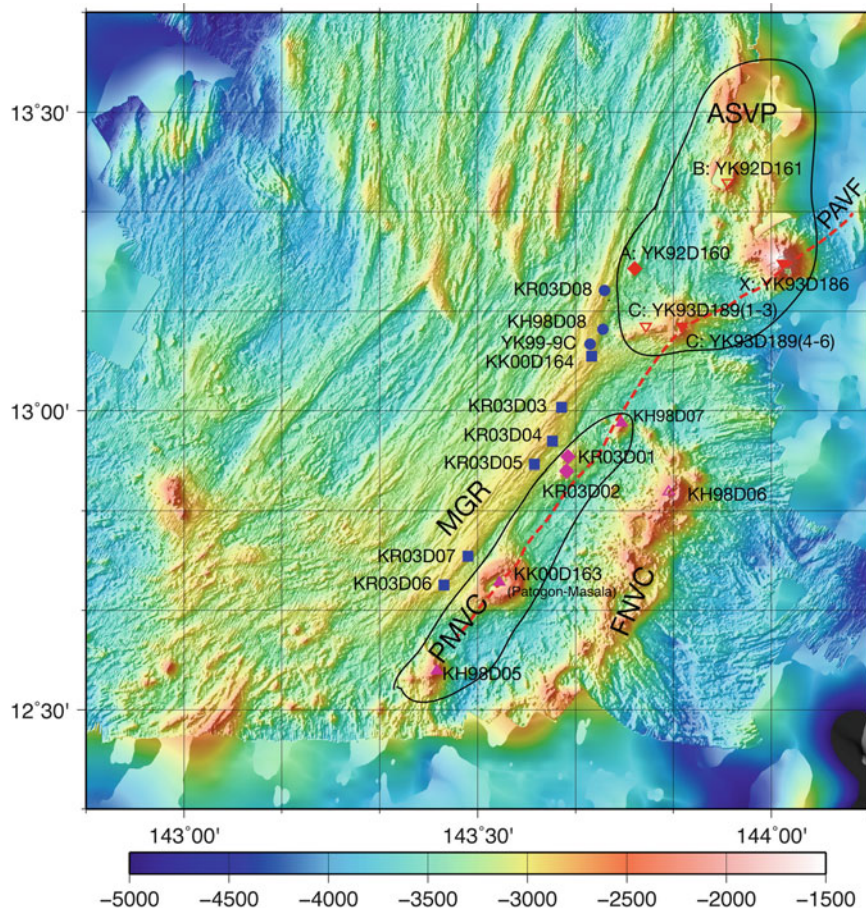 13˚30'
ASVP
B: YK92D161
PAVF
A: YK92D160
X: YK93D186
KR03D08
C: YK93D189(1-3)
KH98D08
YK99-9C
C: YK93D189(4-6)
KK00D164
13˚00'
KR03D03
KH98D07
KR03D04
KR03D01
KR03D05
KR03D02
KH98D06
MGR
KR03D07
KK00D163
(Patogon-Masala)
KR03D06
FNVC
PMVC
KH98D05
12˚30'
143˚00'
143˚30'
144˚00'
−5000 −4500 −4000 −3500 −3000 −2500 −2000 −1500